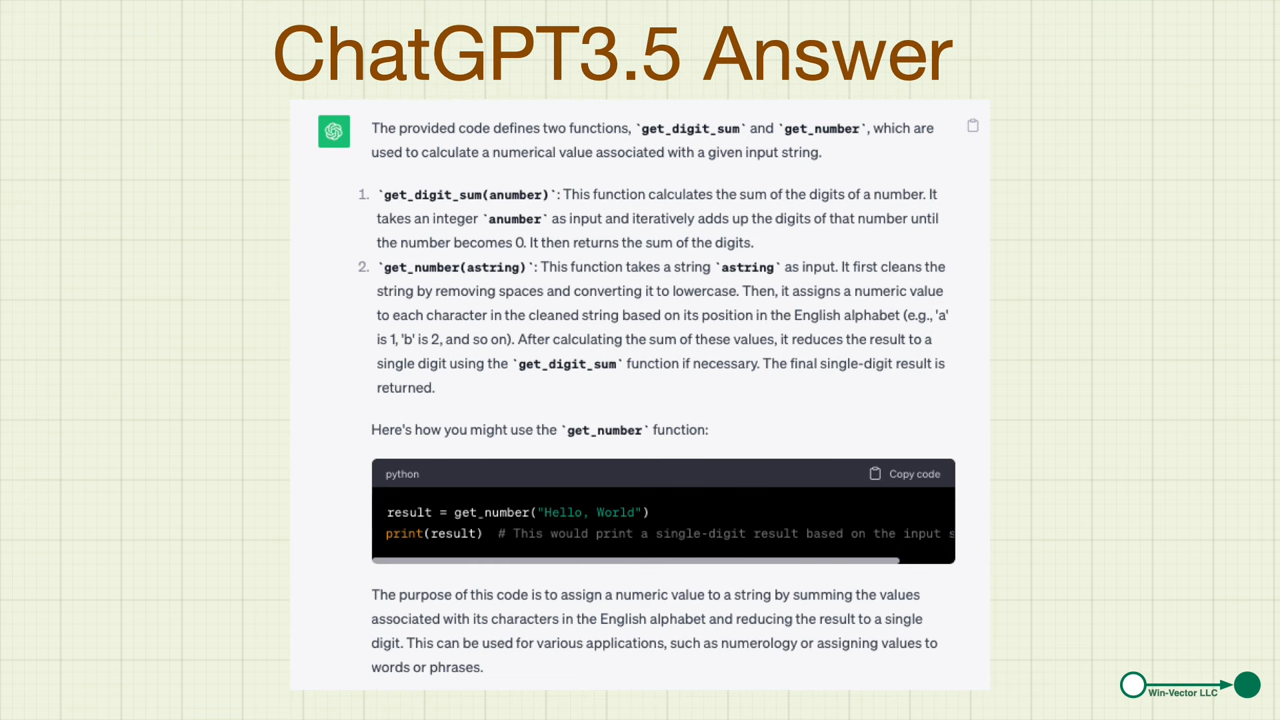 ChatGPT3.5 Answer
The provided code defines two functions, `get_digit_sum` and `get_number`, which are
used to calculate a numerical value associated with a given input string.
1. `get_digit_sum(anumber)`: This function calculates the sum of the digits of a number. It
takes an integer `anumber` as input and iteratively adds up the digits of that number until
the number becomes 0. It then returns the sum of the digits.
2. `get_number(astring)`: This function takes a string `astring` as input. It first cleans the
string by removing spaces and converting it to lowercase. Then, it assigns a numeric value
to each character in the cleaned string based on its position in the English alphabet (e.g., 'a'
is 1, 'b' is 2, and so on). After calculating the sum of these values, it reduces the result to a
single digit using the `get_digit_sum` function if necessary. The final single-digit result is
returned.
Here's how you might use the `get_number` function:
python Copy code
result = get_number("Hello, World")
print(result)  # This would print a single-digit result based on the input s
The purpose of this code is to assign a numeric value to a string by summing the values
associated with its characters in the English alphabet and reducing the result to a single
digit. This can be used for various applications, such as numerology or assigning values to
words or phrases.
Win-Vector LLC